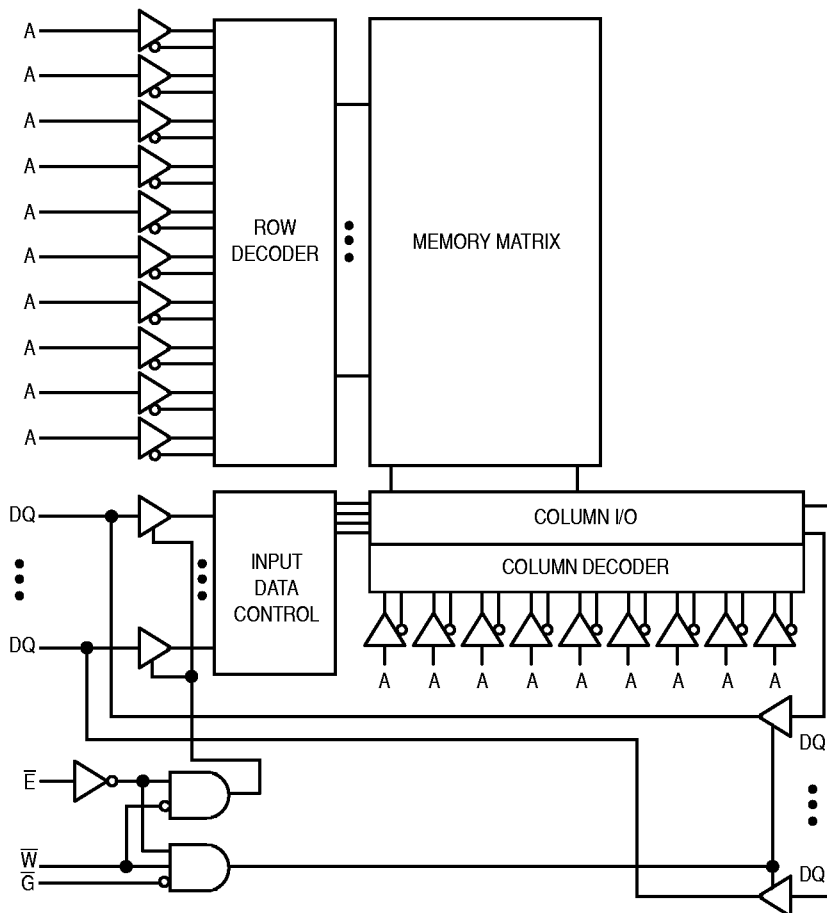 A
A
A
A
A
A
A
A
A
A
ROW
DECODER
MEMORY MATRIX
DQ
DQ
INPUT
DATA
CONTROL
COLUMN I/O
COLUMN DECODER
A A A A A A A A A
DQ
DQ
E̅
W̅
G̅